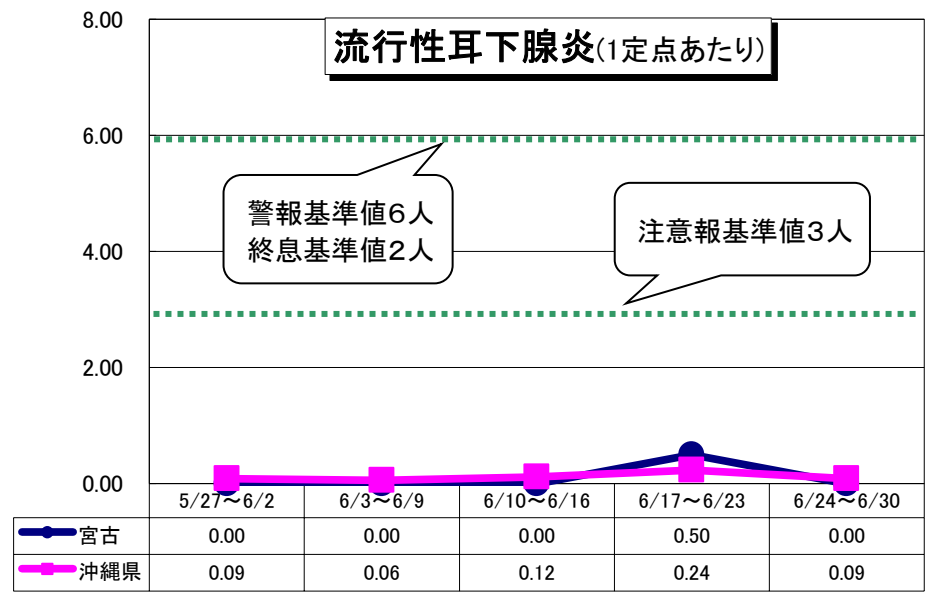 流行性耳下腺炎(1定点あたり)
8.00
6.00
警報基準値6人
終息基準値2人
注意報基準値3人
4.00
2.00
0.00
5/27～6/2 6/3～6/9 6/10～6/16 6/17～6/23 6/24～6/30
宮古 0.00 0.00 0.00 0.50 0.00
沖縄県 0.09 0.06 0.12 0.24 0.09